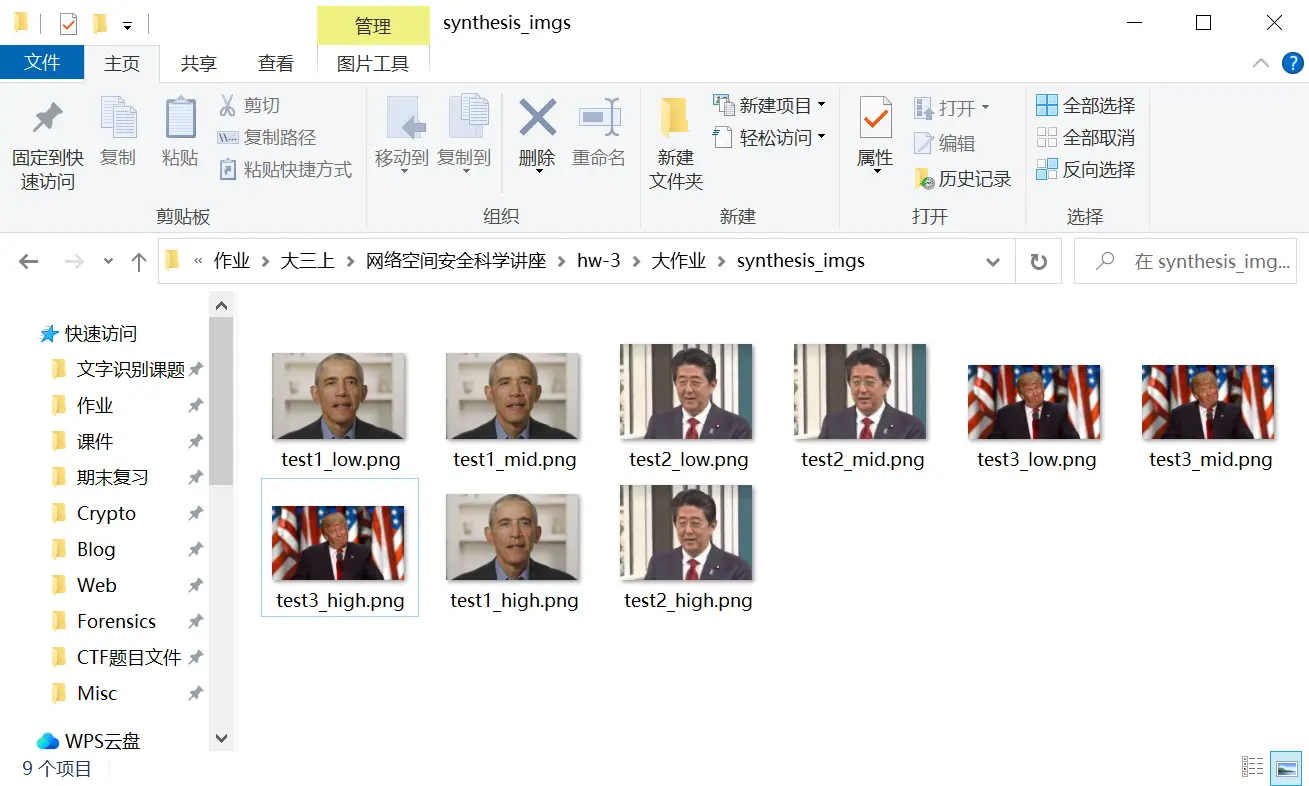 管理
synthesis_imgs
文件
主页
共享
查看
图片工具
固定到快
速访问
复制
粘贴
剪切
复制路径
粘贴快捷方式
剪贴板
移动到
复制到
删除
重命名
组织
新建
文件夹
新建项目
轻松访问
新建
属性
打开
编辑
历史记录
打开
全部选择
全部取消
反向选择
选择
« 作业 > 大三上 > 网络空间安全科学讲座 > hw-3 > 大作业 > synthesis_imgs
在 synthesis_img...
快速访问
文字识别课题
作业
课件
期末复习
Crypto
Blog
Web
Forensics
CTF题目文件
Misc
WPS云盘
test1_low.png
test1_mid.png
test2_low.png
test2_mid.png
test3_low.png
test3_mid.png
test3_high.png
test1_high.png
test2_high.png
9 个项目